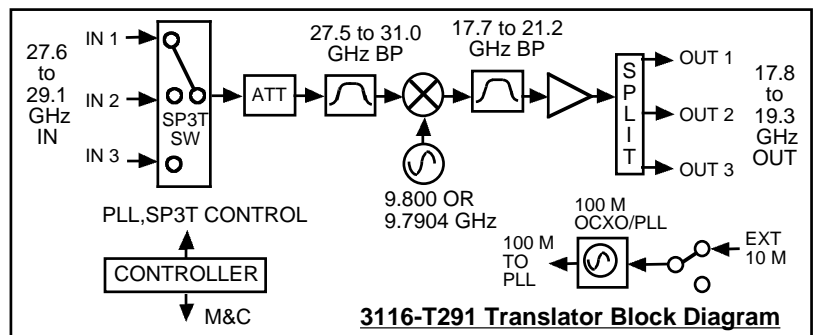 27.6
to
29.1
GHz
IN
IN 1
IN 2
IN 3
SP3T
SW
ATT
27.5 to 31.0
GHz BP
17.7 to 21.2
GHz BP
9.800 OR
9.7904 GHz
SPLIT
OUT 1
OUT 2
OUT 3
17.8
to
19.3
GHz
OUT
PLL,SP3T CONTROL
CONTROLLER
M&C
100 M
OCXO/PLL
100 M
TO
PLL
EXT
10 M
3116-T291 Translator Block Diagram